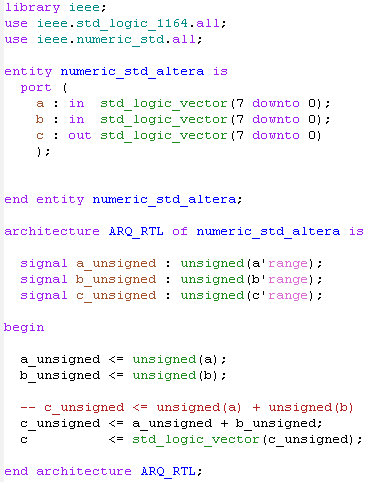 library ieee;
use ieee.std_logic_1164.all;
use ieee.numeric_std.all;

entity numeric_std_altera is
  port (
    a : in  std_logic_vector(7 downto 0);
    b : in  std_logic_vector(7 downto 0);
    c : out std_logic_vector(7 downto 0)
    );


end entity numeric_std_altera;

architecture ARQ_RTL of numeric_std_altera is

  signal a_unsigned : unsigned(a'range);
  signal b_unsigned : unsigned(b'range);
  signal c_unsigned : unsigned(c'range);

begin

  a_unsigned <= unsigned(a);
  b_unsigned <= unsigned(b);

  -- c_unsigned <= unsigned(a) + unsigned(b)
  c_unsigned <= a_unsigned + b_unsigned;
  c          <= std_logic_vector(c_unsigned);

end architecture ARQ_RTL;